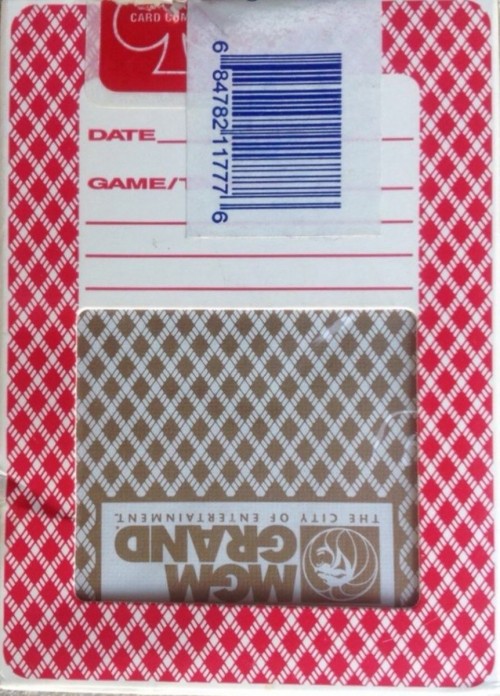 CARD COM
DATE
GAME/T
6 84782 11777 6
THE CITY OF ENTERTAINMENT.
MGM
GRAND